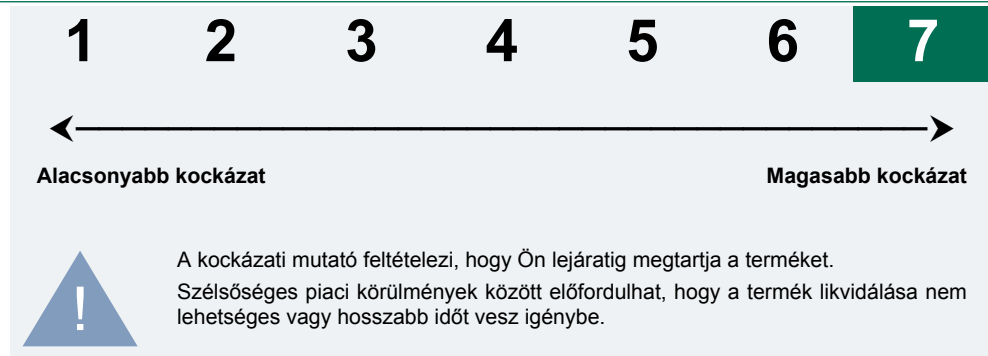 1 2 3 4 5 6 7
Alacsonyabb kockázat Magasabb kockázat
A kockázati mutató feltételezi, hogy Ön lejáratig megtartja a terméket.
Szélsőséges piaci körülmények között előfordulhat, hogy a termék likvidálása nem
lehetséges vagy hosszabb időt vesz igénybe.
!